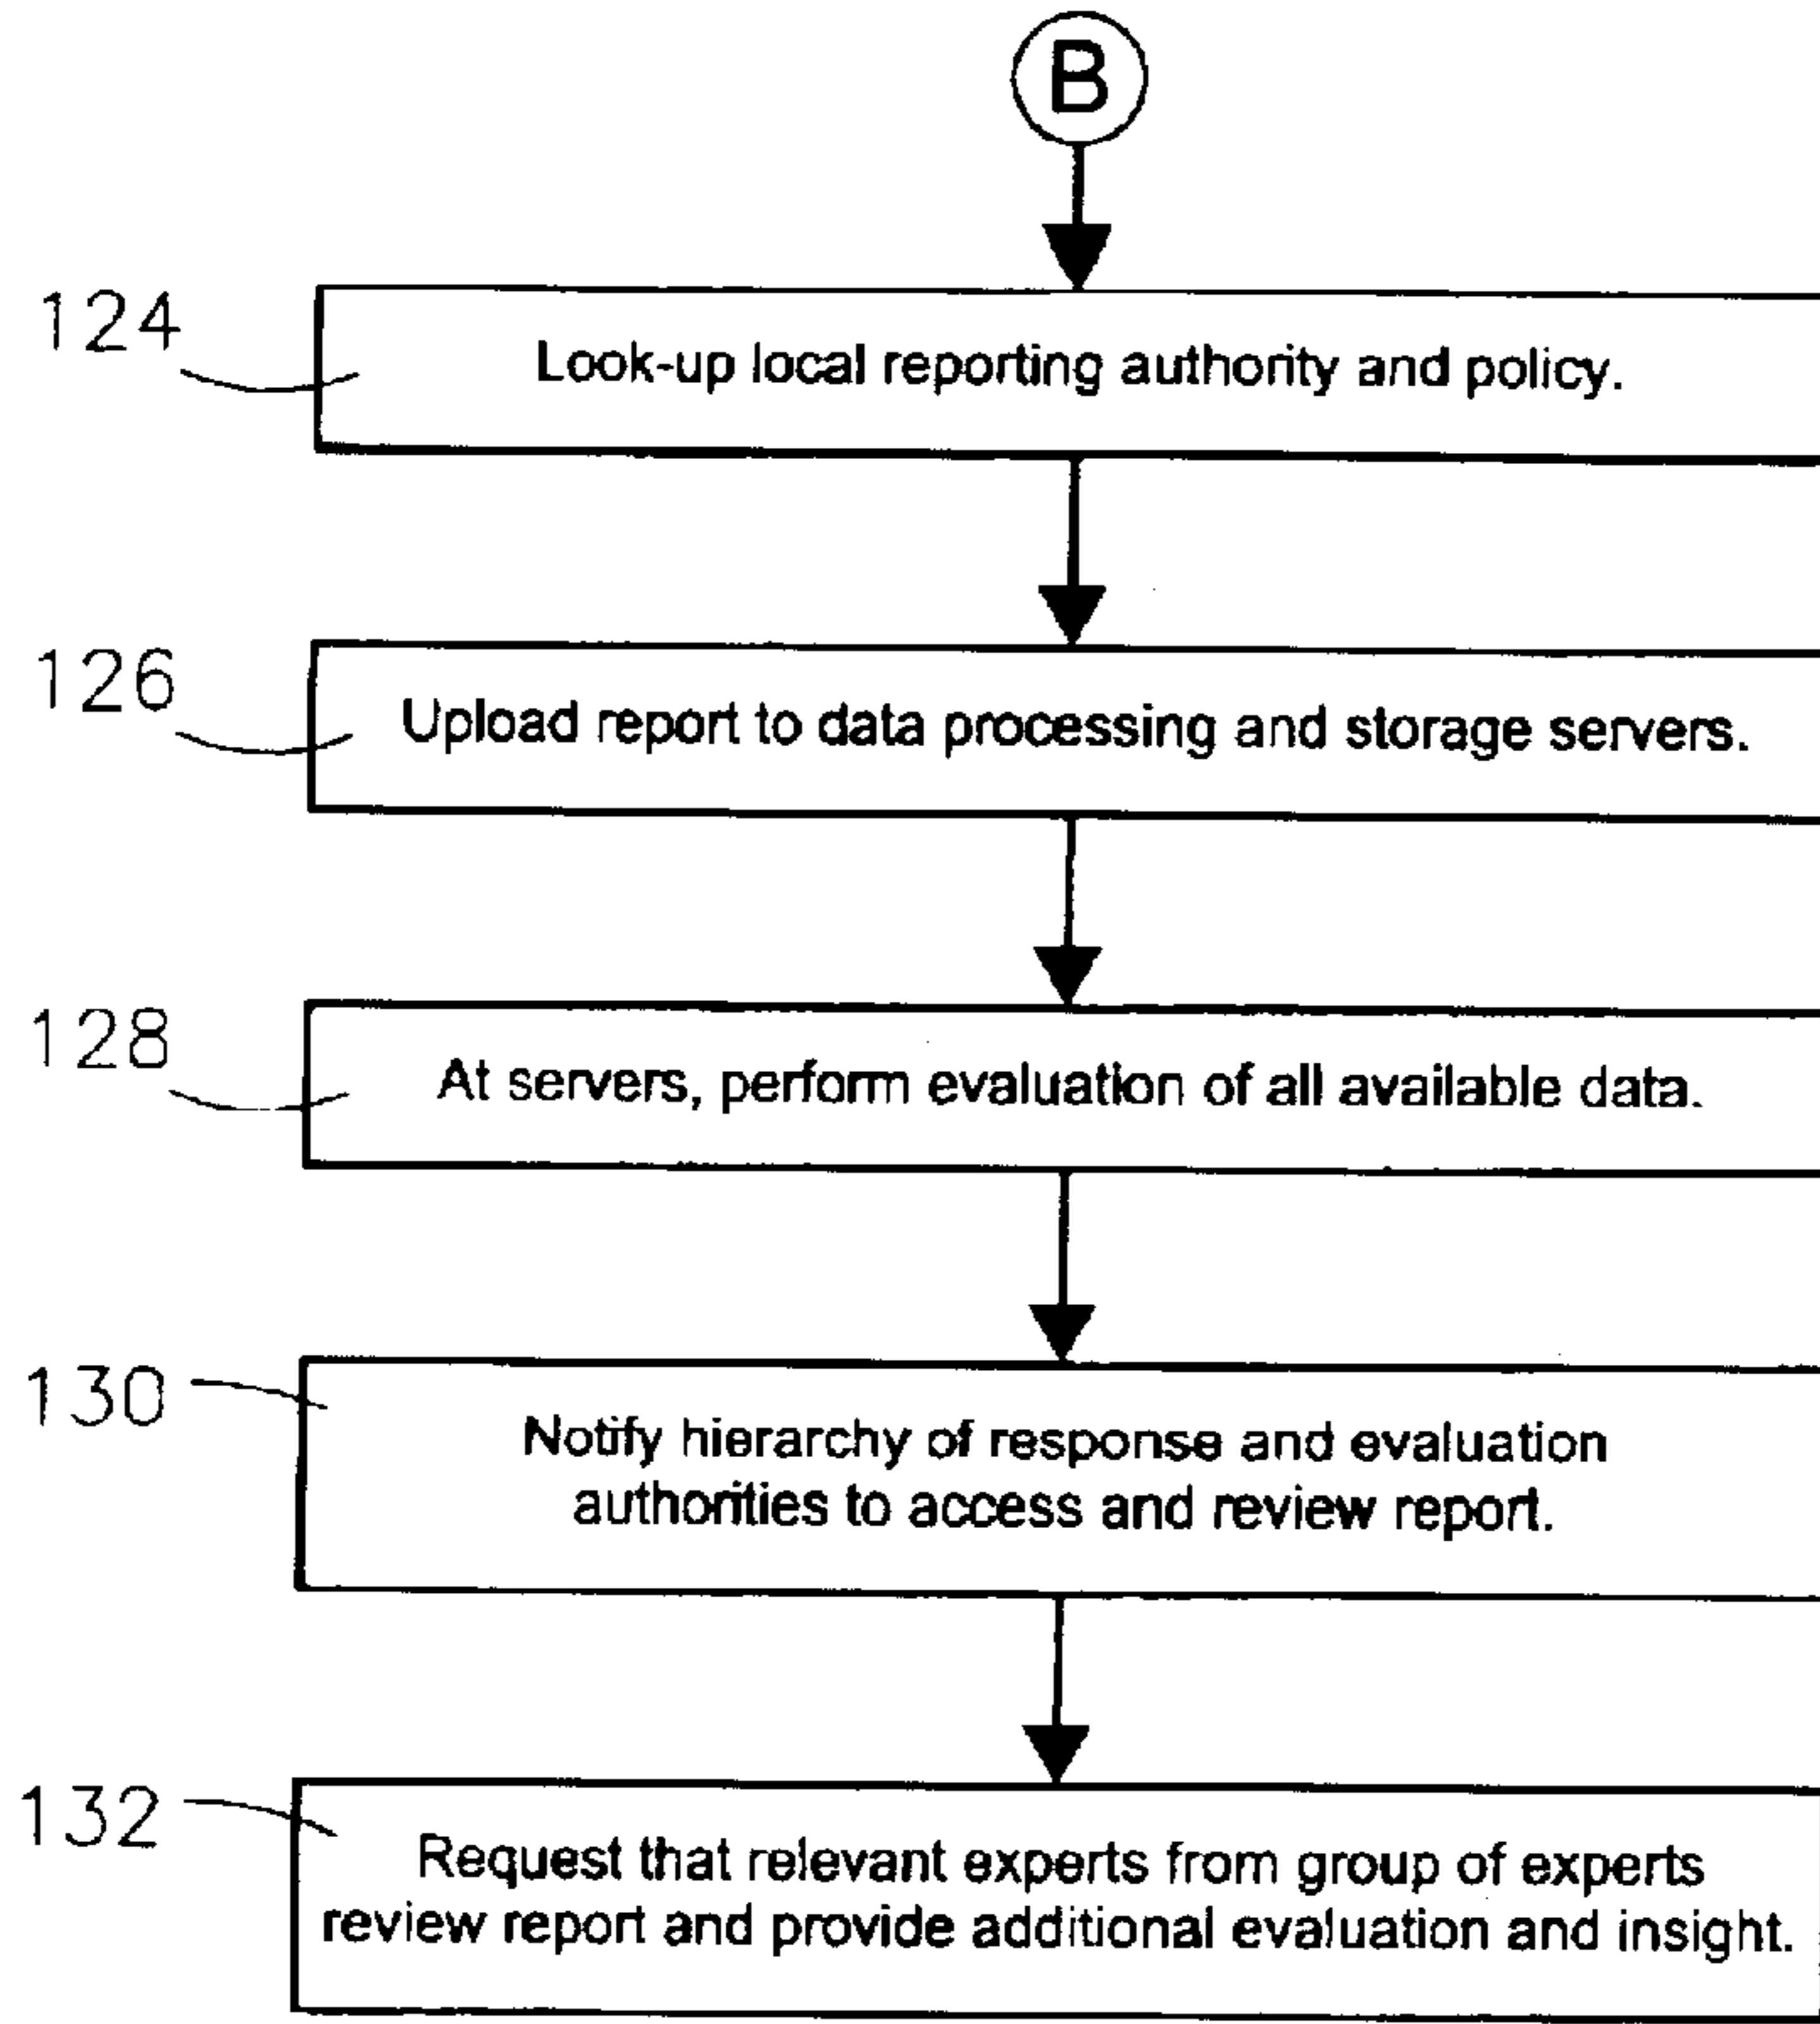 B
124
Look-up local reporting authority and policy.
126
Upload report to data processing and storage servers.
128
At servers, perform evaluation of all available data.
130
Notify hierarchy of response and evaluation
authorities to access and review report.
132
Request that relevant experts from group of experts
review report and provide additional evaluation and insight.